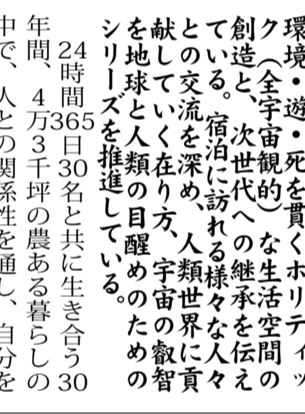 環境・遊・死を貫くホリティッ
ク（全宇宙観的）な生活空間の
創造と、次世代への継承を伝え
ている。宿泊に訪れる様々な人々
との交流を深め、人類世界に貢
献していく在り方、宇宙の叡智
を地球と人類の目醒めのための
シリーズを推進している。
24時間365日30名と共に生き合う30
年間、４万３千坪の農ある暮らしの
中で、人との関係性を通し、自分を